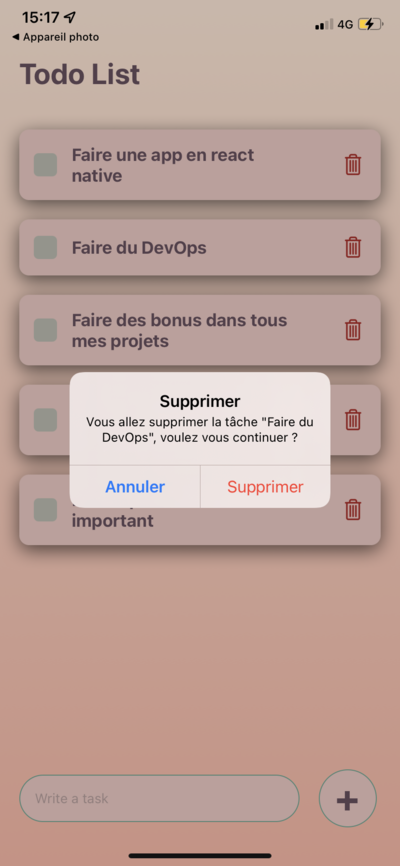 15:17
4G
Appareil photo
Todo List
Faire une app en react
native
Faire du DevOps
Faire des bonus dans tous
mes projets
Supprimer
Vous allez supprimer la tâche "Faire du
DevOps", voulez vous continuer ?
Annuler
Supprimer
important
Write a task